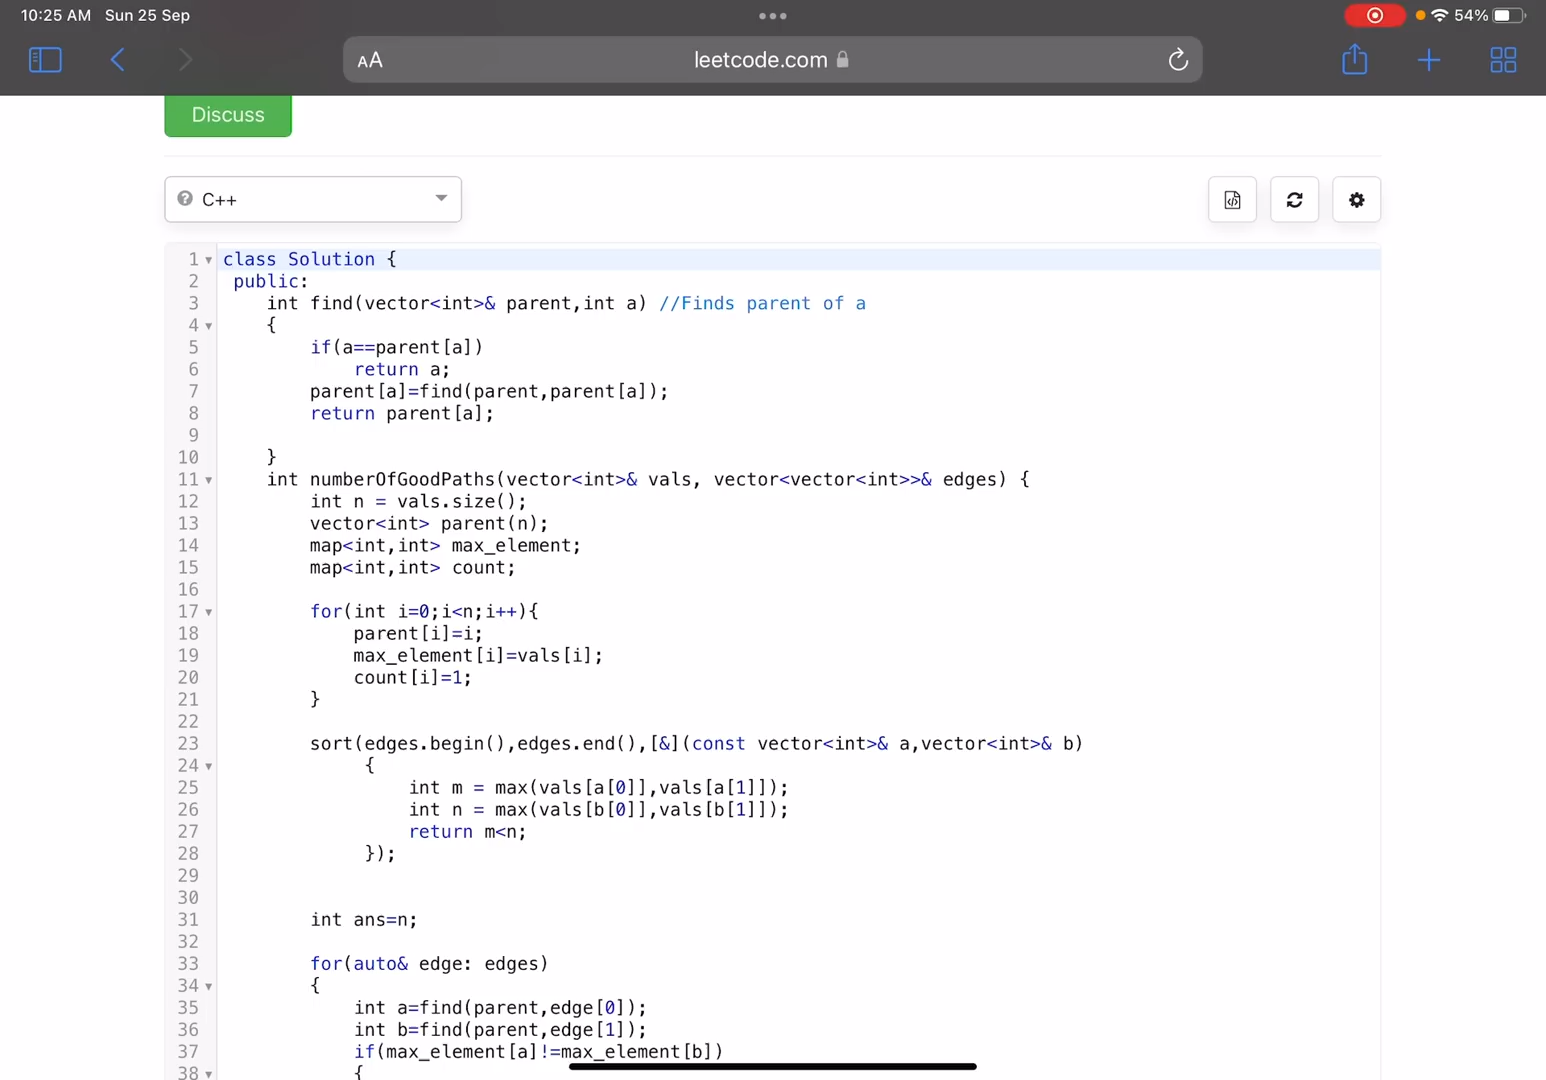 10:25 AM Sun 25 Sep
54%
AA
leetcode.com
Discuss
C++
1 class Solution {
2 public:
3 int find(vector<int>& parent,int a) //Finds parent of a
4 {
5 if(a==parent[a])
6 return a;
7 parent[a]=find(parent,parent[a]);
8 return parent[a];
9
10 }
11 int numberOfGoodPaths(vector<int>& vals, vector<vector<int>>& edges) {
12 int n = vals.size();
13 vector<int> parent(n);
14 map<int,int> max_element;
15 map<int,int> count;
16
17 for(int i=0;i<n;i++){
18 parent[i]=i;
19 max_element[i]=vals[i];
20 count[i]=1;
21 }
22
23 sort(edges.begin(),edges.end(),[&](const vector<int>& a,vector<int>& b)
24 {
25 int m = max(vals[a[0]],vals[a[1]]);
26 int n = max(vals[b[0]],vals[b[1]]);
27 return m<n;
28 });
29
30
31 int ans=n;
32
33 for(auto& edge: edges)
34 {
35 int a=find(parent,edge[0]);
36 int b=find(parent,edge[1]);
37 if(max_element[a]!=max_element[b])
38 {